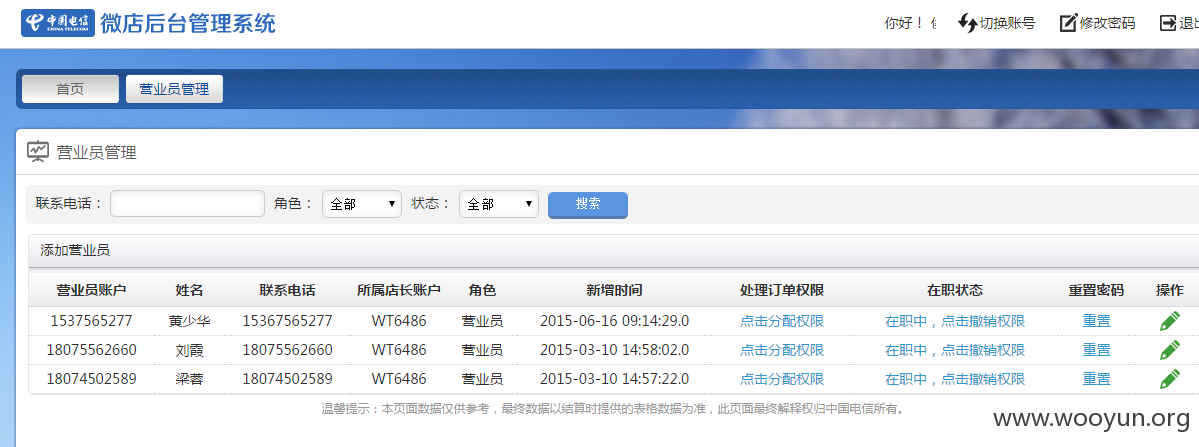 中国电信 CHINA TELECOM 微店后台管理系统 你好！ 切换账号 修改密码 退出
首页 营业员管理
营业员管理
联系电话： 角色： 全部 状态： 全部 搜索
添加营业员
营业员账户 姓名 联系电话 所属店长账户 角色 新增时间 处理订单权限 在职状态 重置密码 操作
1537565277 黄少华 15367565277 WT6486 营业员 2015-06-16 09:14:29.0 点击分配权限 在职中，点击撤销权限 重置
18075562660 刘霞 18075562660 WT6486 营业员 2015-03-10 14:58:02.0 点击分配权限 在职中，点击撤销权限 重置
18074502589 梁蓉 18074502589 WT6486 营业员 2015-03-10 14:57:22.0 点击分配权限 在职中，点击撤销权限 重置
温馨提示：本页面数据仅供参考，最终数据以结算时提供的表格数据为准，此页面最终解释权归中国电信所有。
www.wooyun.org